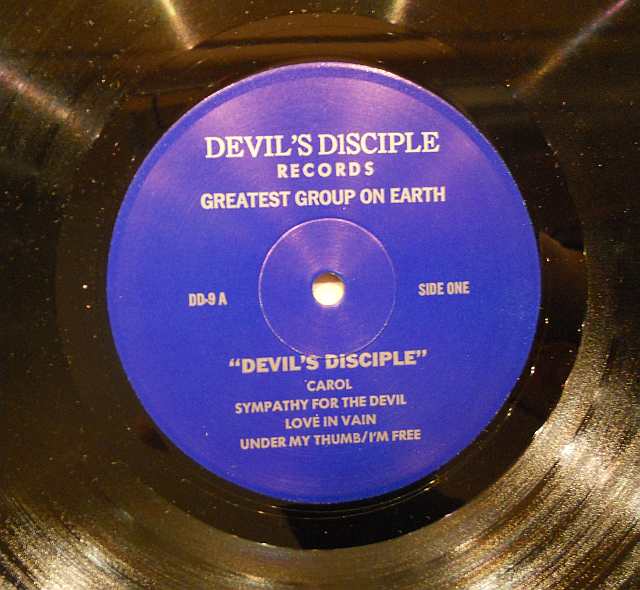 DEVIL'S DISCIPLE
RECORDS
GREATEST GROUP ON EARTH
DD-9 A
SIDE ONE
"DEVIL'S DISCIPLE"
CAROL
SYMPATHY FOR THE DEVIL
LOVE IN VAIN
UNDER MY THUMB/I'M FREE